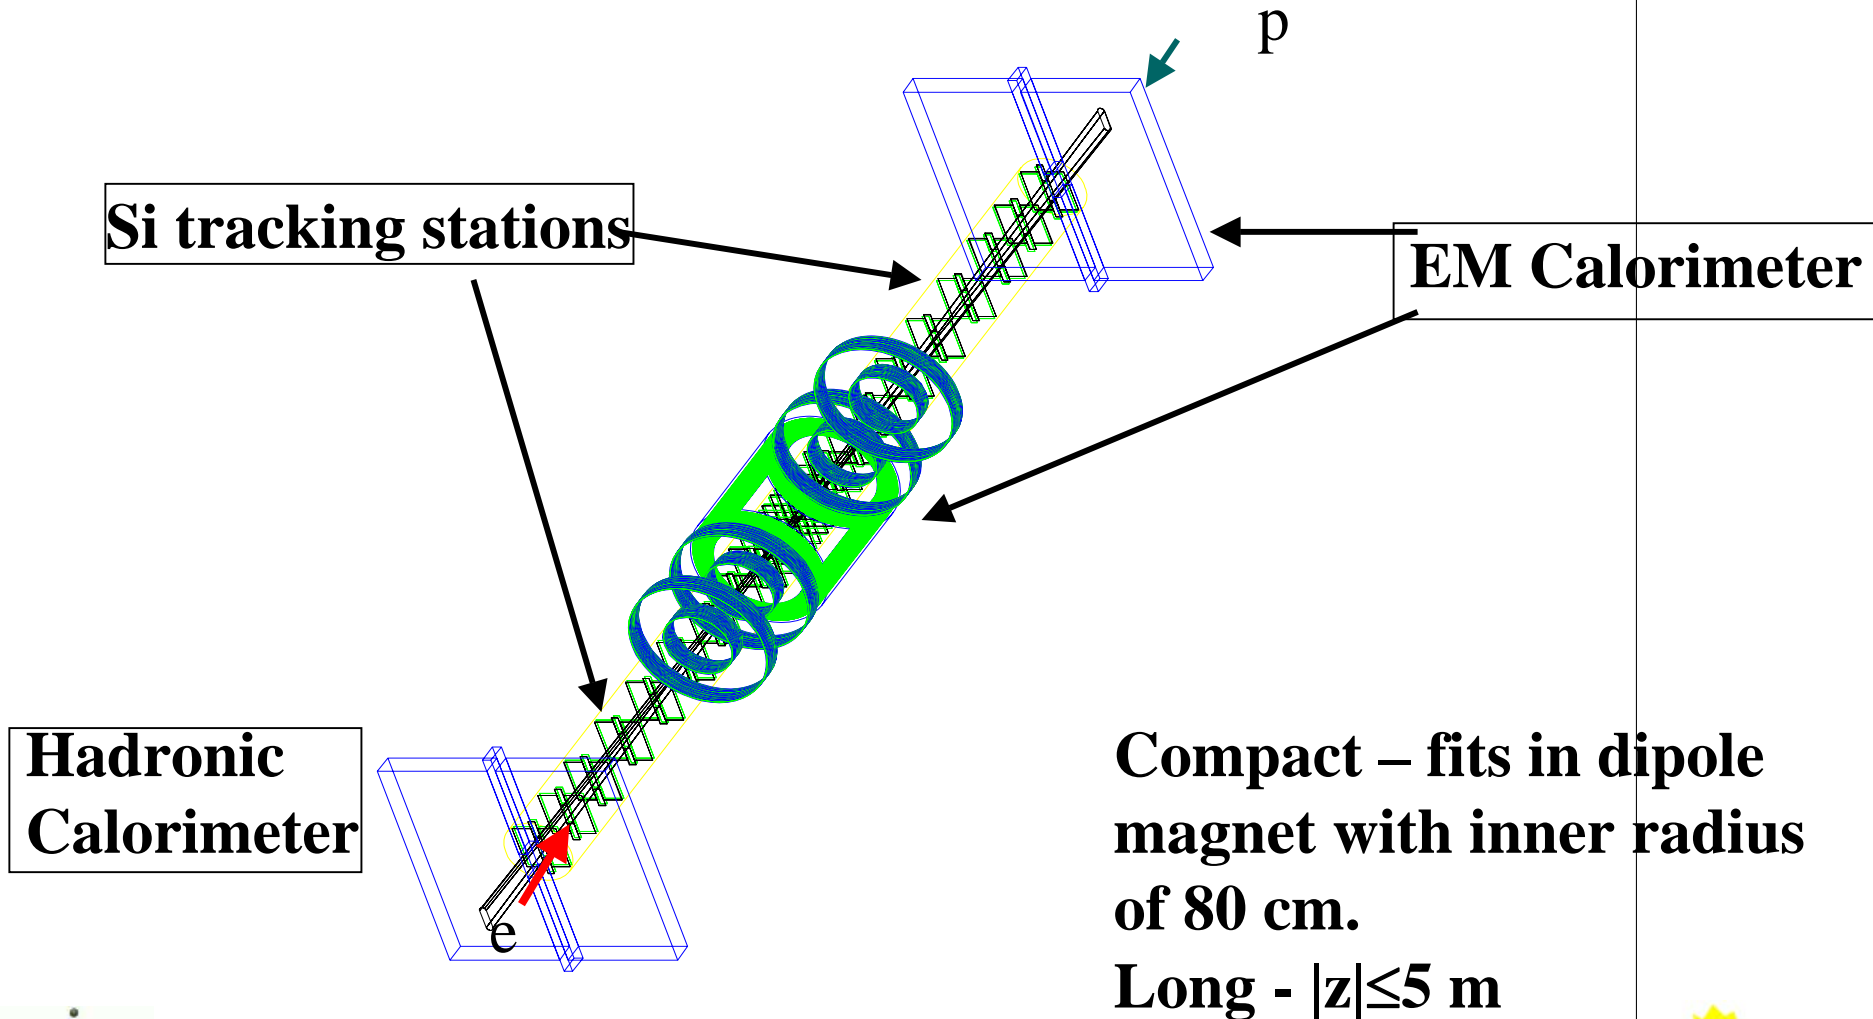 p
Si tracking stations
EM Calorimeter
Hadronic
Calorimeter
e
Compact – fits in dipole
magnet with inner radius
of 80 cm.
Long - |z|≤5 m